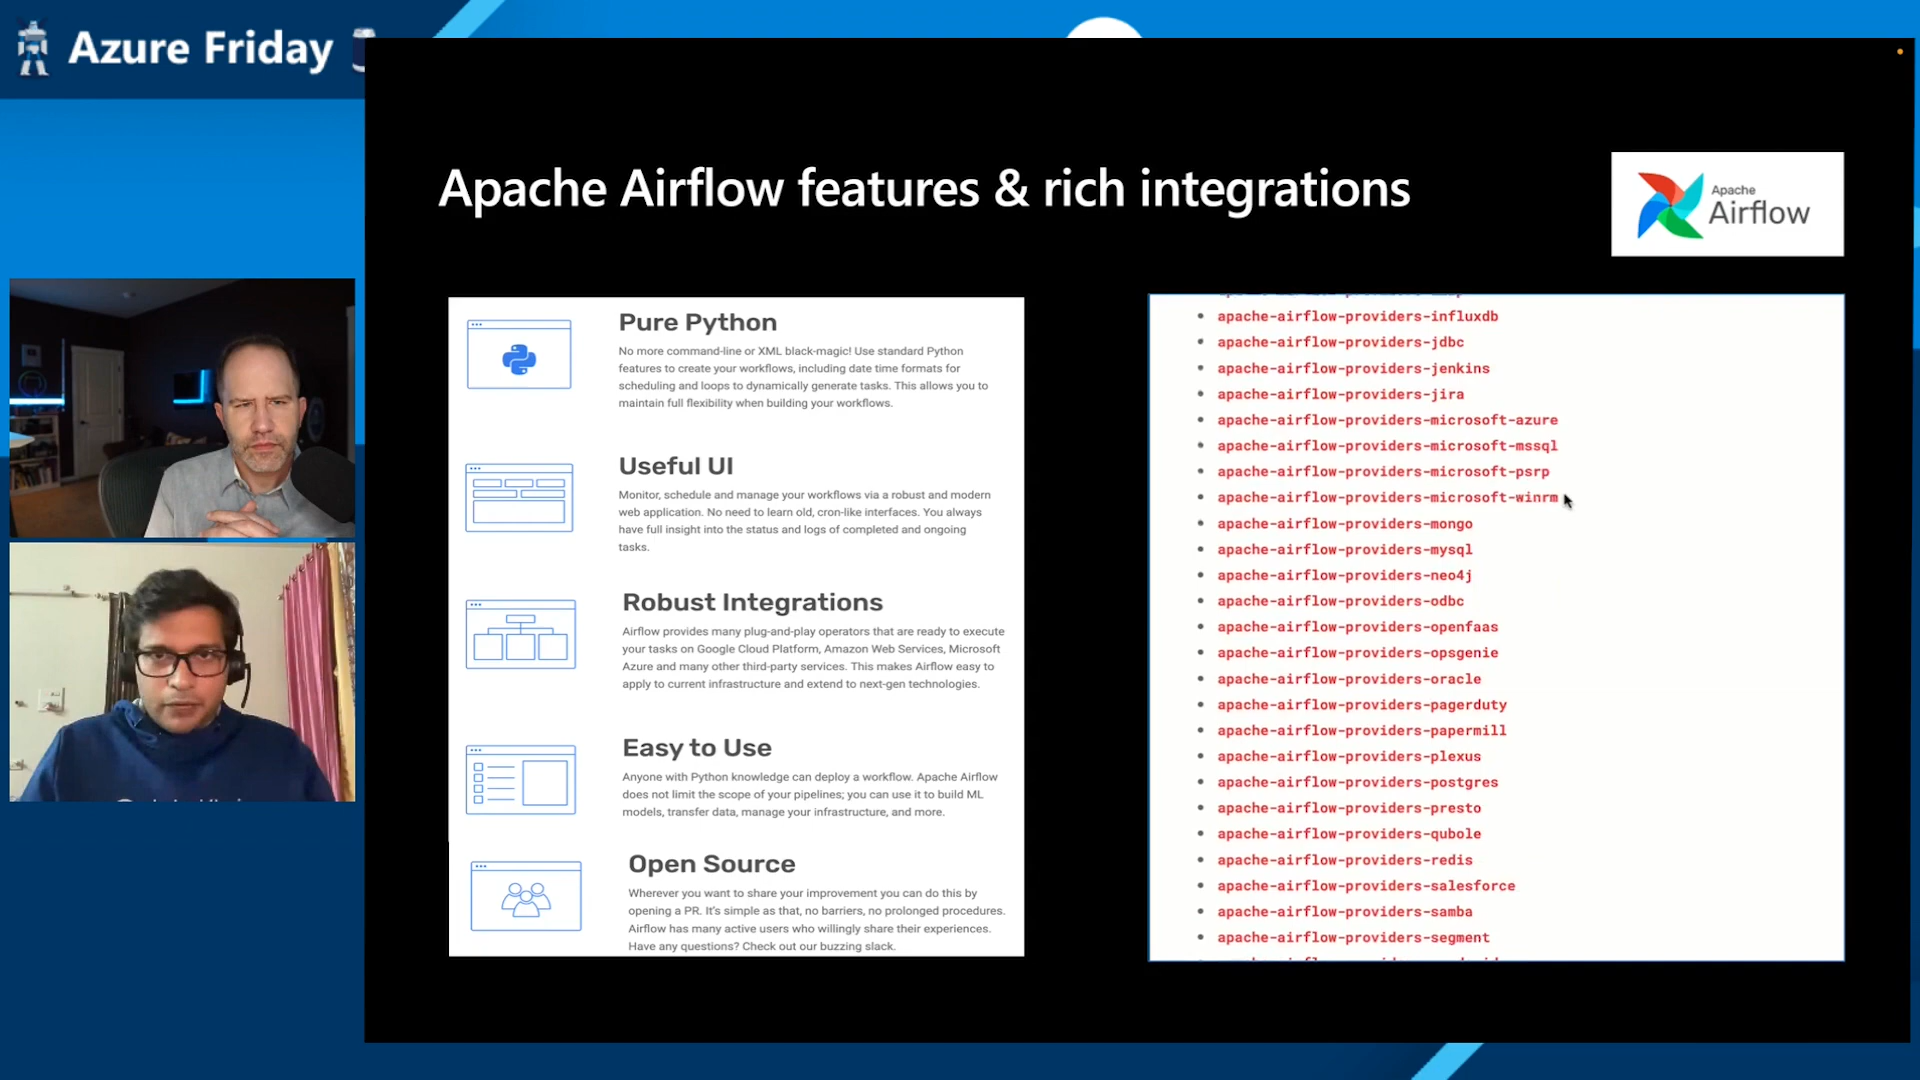 Azure Friday
Apache Airflow features & rich integrations
Apache
Airflow
Pure Python
No more command-line or XML black-magic! Use standard Python
features to create your workflows, including date time formats for
scheduling and loops to dynamically generate tasks. This allows you to
maintain full flexibility when building your workflows.
Useful UI
Monitor, schedule and manage your workflows via a robust and modern
web application. No need to learn old, cron-like interfaces. You always
have full insight into the status and logs of completed and ongoing
tasks.
Robust Integrations
Airflow provides many plug-and-play operators that are ready to execute
your tasks on Google Cloud Platform, Amazon Web Services, Microsoft
Azure and many other third-party services. This makes Airflow easy to
apply to current infrastructure and extend to next-gen technologies.
Easy to Use
Anyone with Python knowledge can deploy a workflow. Apache Airflow
does not limit the scope of your pipelines; you can use it to build ML
models, transfer data, manage your infrastructure, and more.
Open Source
Wherever you want to share your improvement you can do this by
opening a PR. It's simple as that, no barriers, no prolonged procedures.
Airflow has many active users who willingly share their experiences.
Have any questions? Check out our buzzing slack.
apache-airflow-providers-influxdb
apache-airflow-providers-jdbc
apache-airflow-providers-jenkins
apache-airflow-providers-jira
apache-airflow-providers-microsoft-azure
apache-airflow-providers-microsoft-mssql
apache-airflow-providers-microsoft-psrp
apache-airflow-providers-microsoft-winrm
apache-airflow-providers-mongo
apache-airflow-providers-mysql
apache-airflow-providers-neo4j
apache-airflow-providers-odbc
apache-airflow-providers-openfaas
apache-airflow-providers-opsgenie
apache-airflow-providers-oracle
apache-airflow-providers-pagerduty
apache-airflow-providers-papermill
apache-airflow-providers-plexus
apache-airflow-providers-postgres
apache-airflow-providers-presto
apache-airflow-providers-qubole
apache-airflow-providers-redis
apache-airflow-providers-salesforce
apache-airflow-providers-samba
apache-airflow-providers-segment